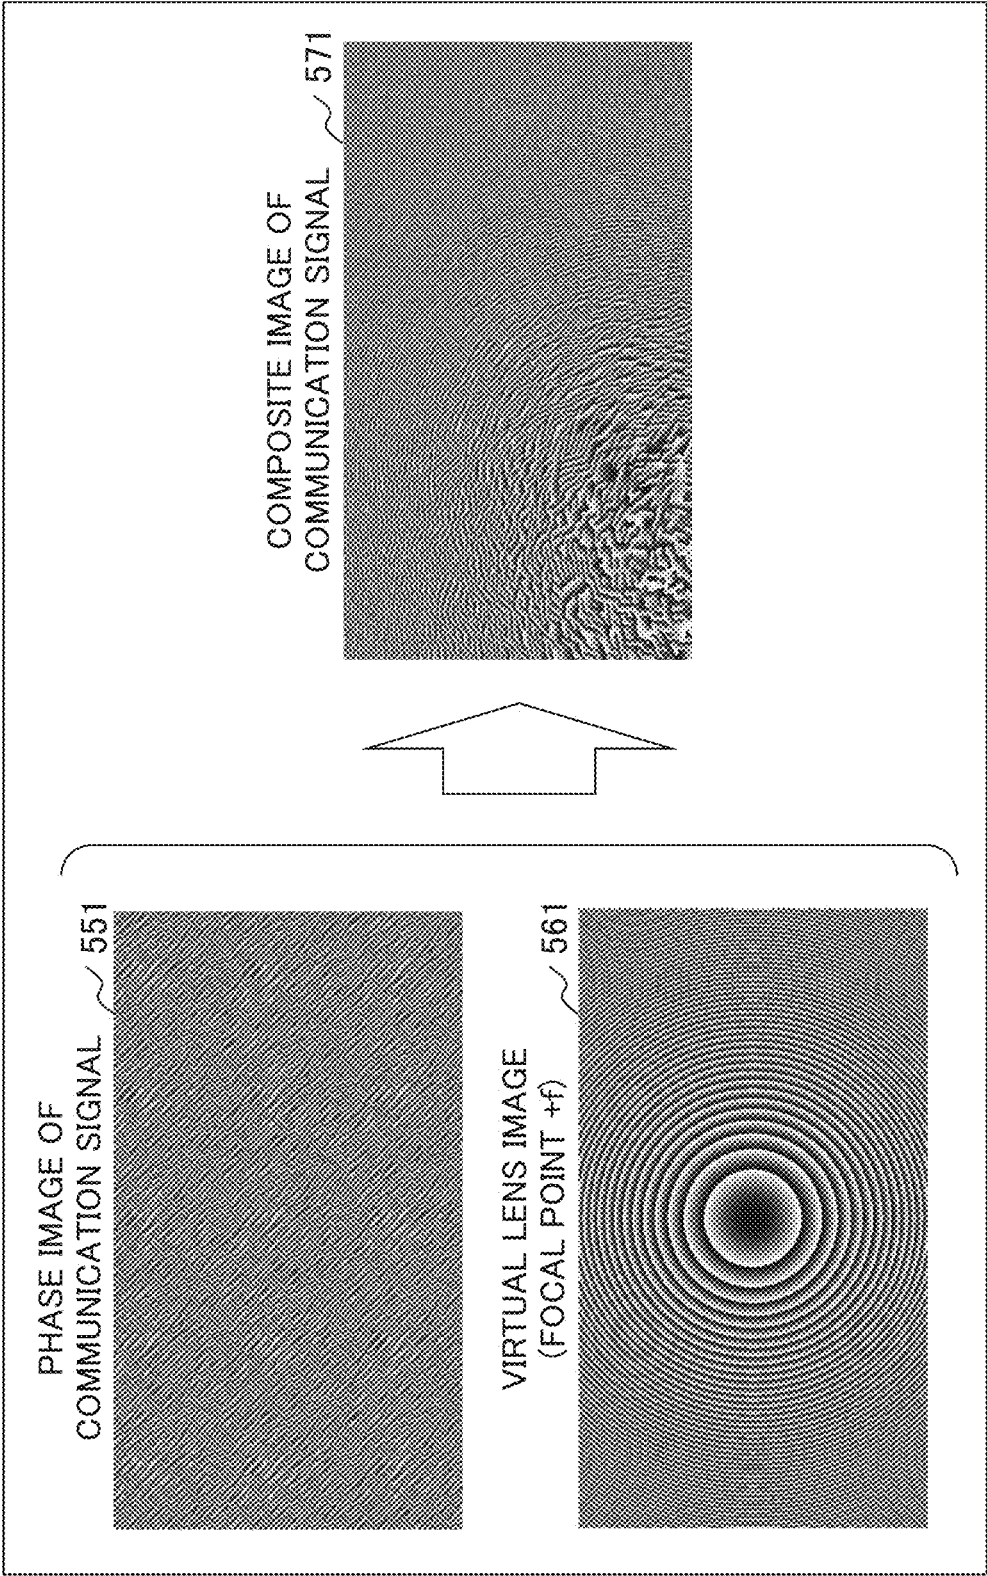 PHASE IMAGE OF
COMMUNICATION SIGNAL
551
VIRTUAL LENS IMAGE
(FOCAL POINT +f)
561
COMPOSITE IMAGE OF
COMMUNICATION SIGNAL
571